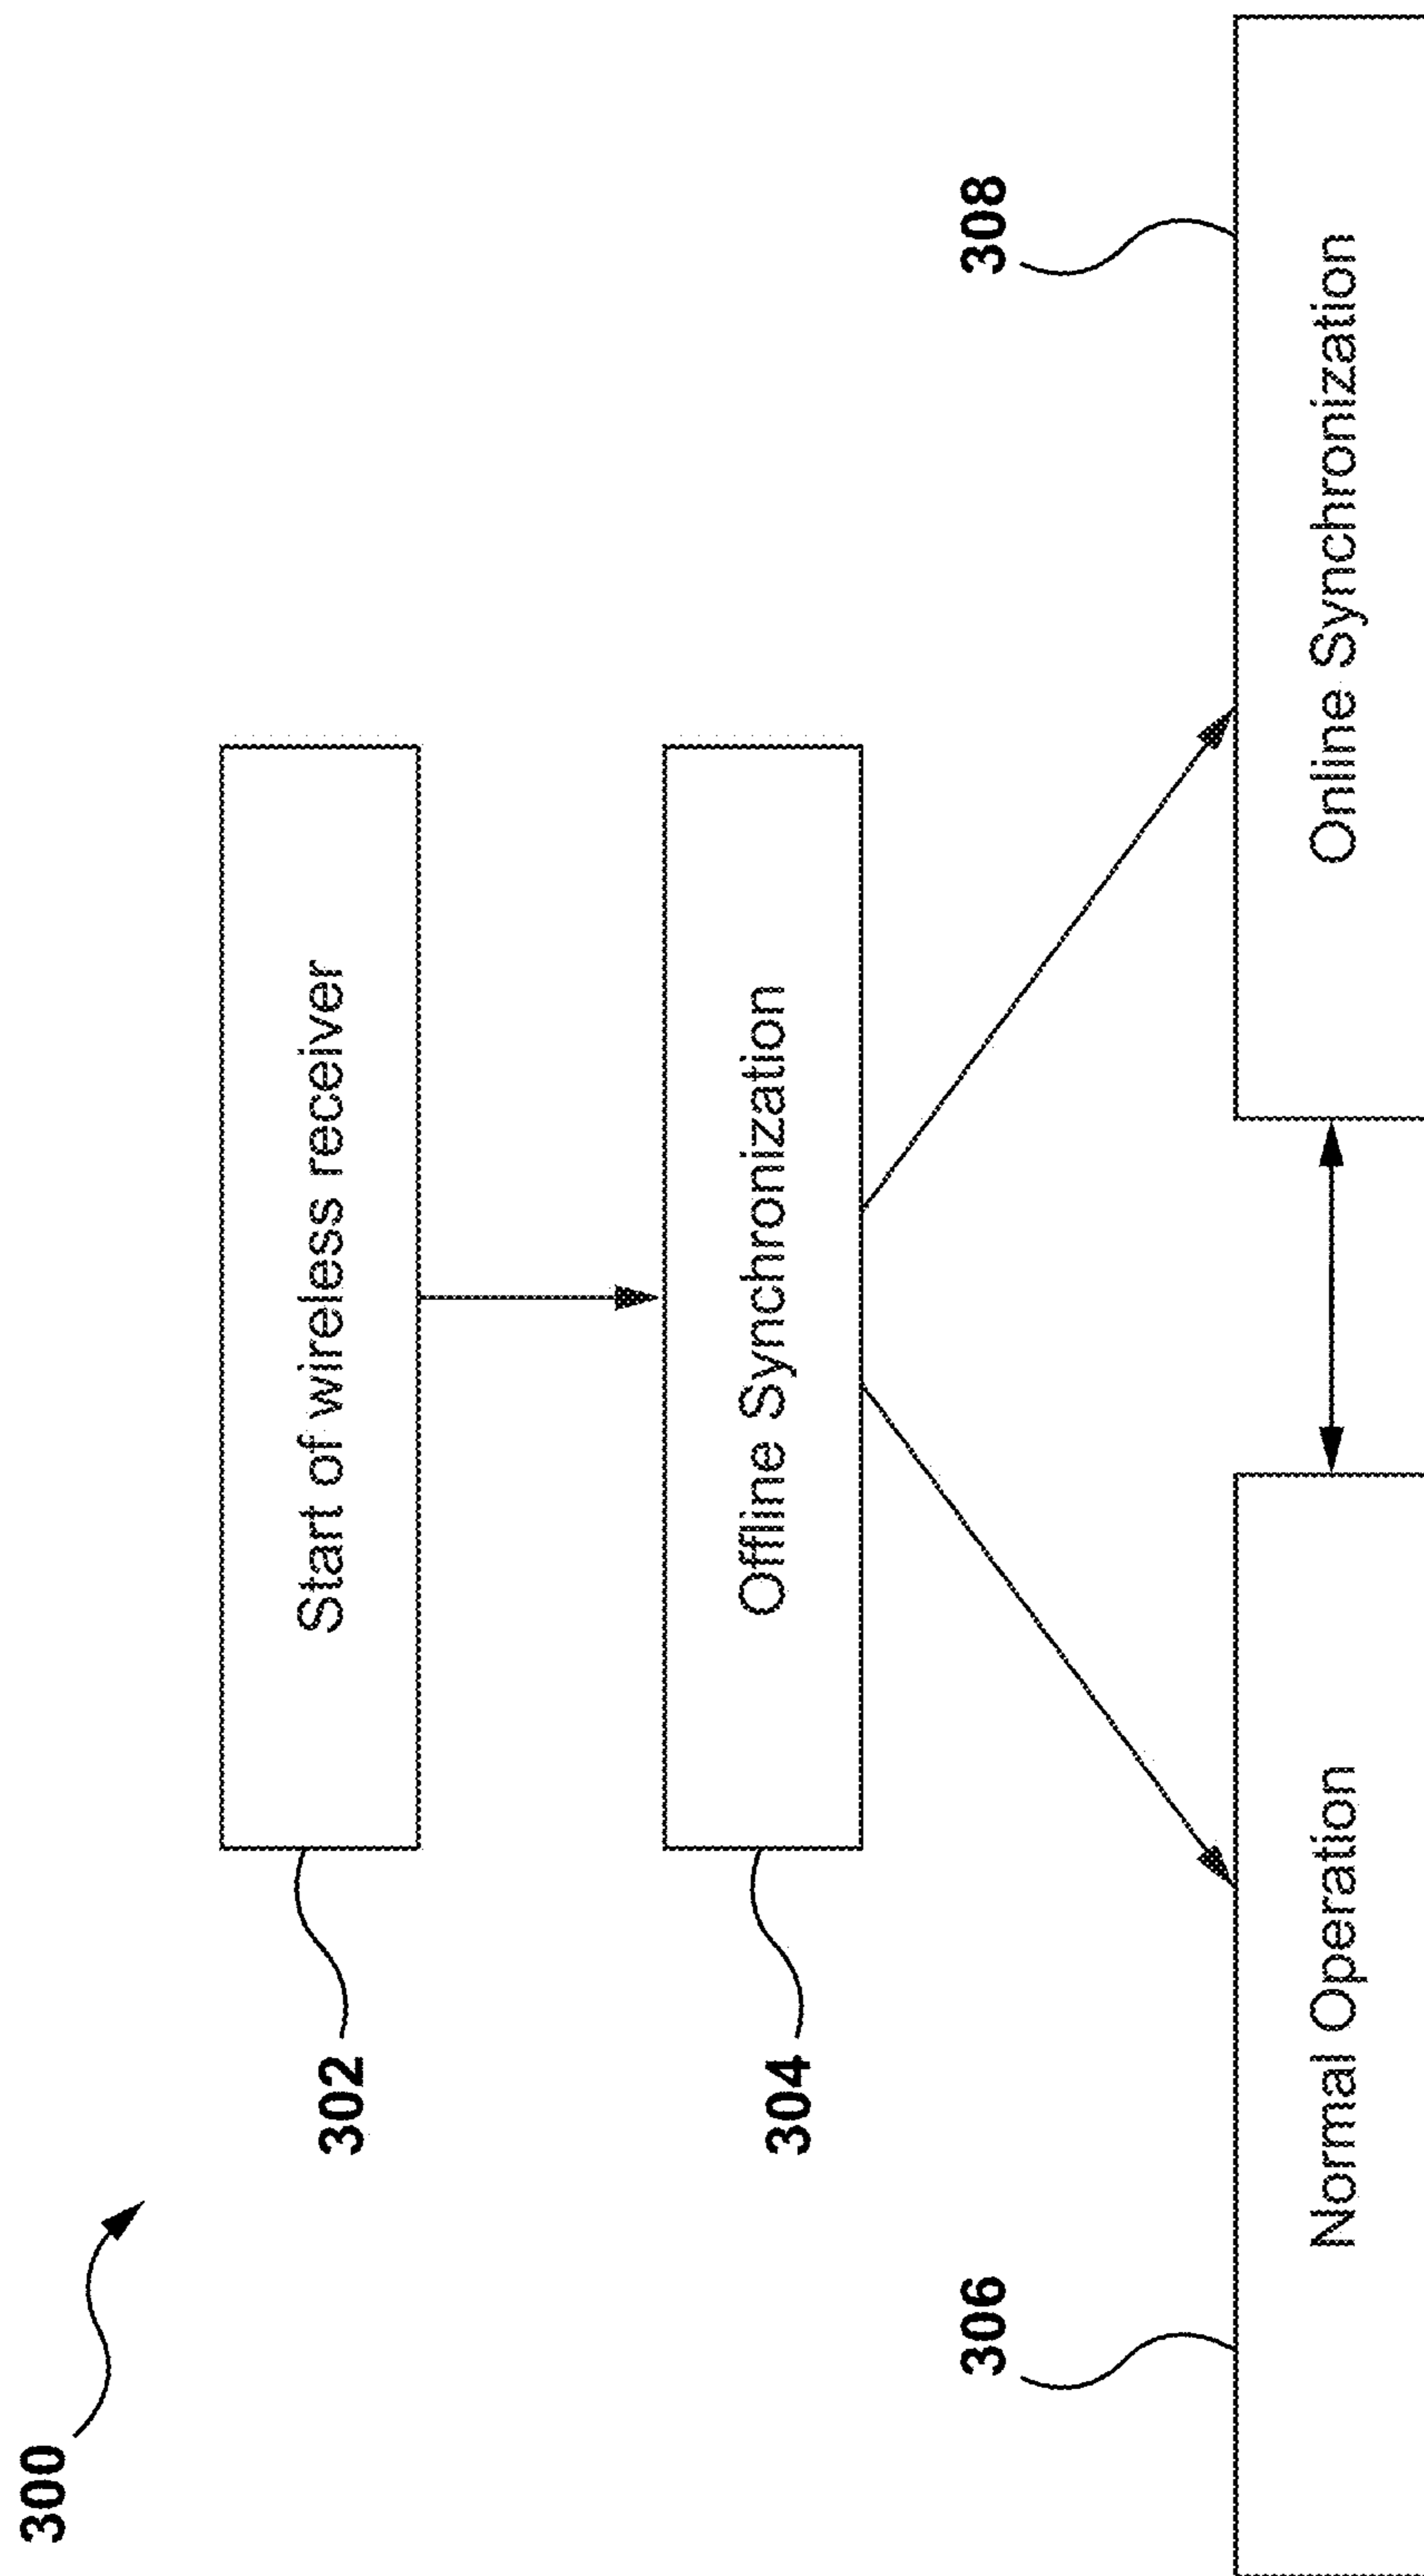 300
302
Start of wireless receiver
304
Offline Synchronization
306
308
Normal Operation
Online Synchronization